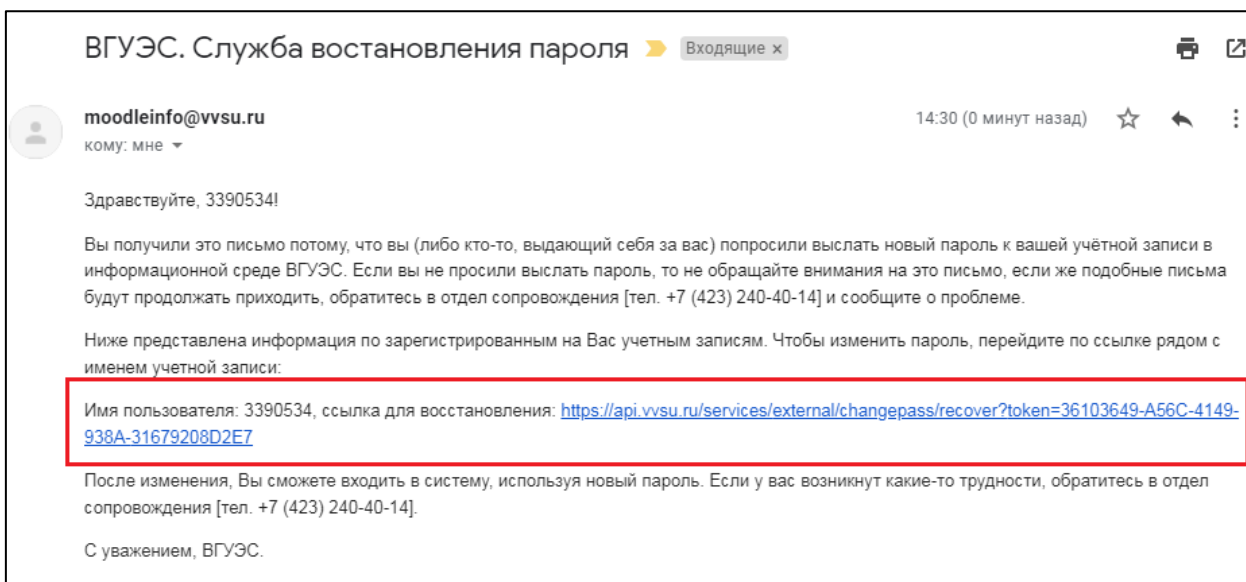 ВГУЭС. Служба востановления пароля Входящие ×
moodleinfo@vvsu.ru 14:30 (0 минут назад)
кому: мне
Здравствуйте, 3390534!
Вы получили это письмо потому, что вы (либо кто-то, выдающий себя за вас) попросили выслать новый пароль к вашей учётной записи в
информационной среде ВГУЭС. Если вы не просили выслать пароль, то не обращайте внимания на это письмо, если же подобные письма
будут продолжать приходить, обратитесь в отдел сопровождения [тел. +7 (423) 240-40-14] и сообщите о проблеме.
Ниже представлена информация по зарегистрированным на Вас учетным записям. Чтобы изменить пароль, перейдите по ссылке рядом с
именем учетной записи:
Имя пользователя: 3390534, ссылка для восстановления: https://api.vvsu.ru/services/external/changepass/recover?token=36103649-A56C-4149-
938A-31679208D2E7
После изменения, Вы сможете входить в систему, используя новый пароль. Если у вас возникнут какие-то трудности, обратитесь в отдел
сопровождения [тел. +7 (423) 240-40-14].
С уважением, ВГУЭС.